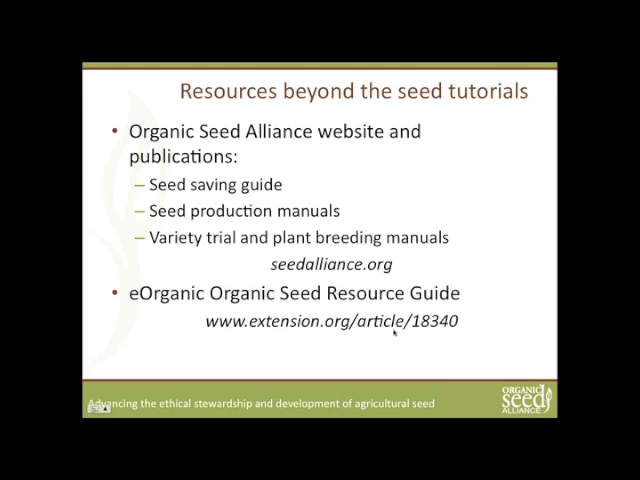 Resources beyond the seed tutorials
• Organic Seed Alliance website and
publications:
– Seed saving guide
– Seed production manuals
– Variety trial and plant breeding manuals
seedalliance.org
• eOrganic Organic Seed Resource Guide
www.extension.org/article/18340
Advancing the ethical stewardship and development of agricultural seed
ORGANIC
seed
ALLIANCE